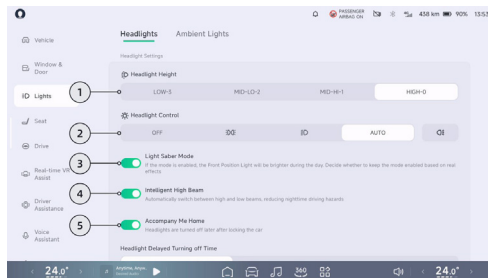 PASSENGER
AIRBAG ON
438 km
90%
13:53
Vehicle
Window &
Door
Lights
Seat
Drive
Real-time VR
Assist
Driver
Assistance
Voice
Assistant
Headlights
Ambient Lights
Headlight Settings
Headlight Height
1
LOW-3
MID-LO-2
MID-HI-1
HIGH-0
Headlight Control
2
OFF
AUTO
3
Light Saber Mode
If the mode is enabled, the Front Position Light will be brighter during the day. Decide whether to keep the mode enabled based on real
effects
4
Inteligent High Beam
Automatically switch between high and low beams, reducing nighttime driving hazards
5
Accompany Me Home
Headlights are turned off later after locking the car
Headlight Delayed Turning off Time
24.0°
Anytime, Anyw
360
24.0°